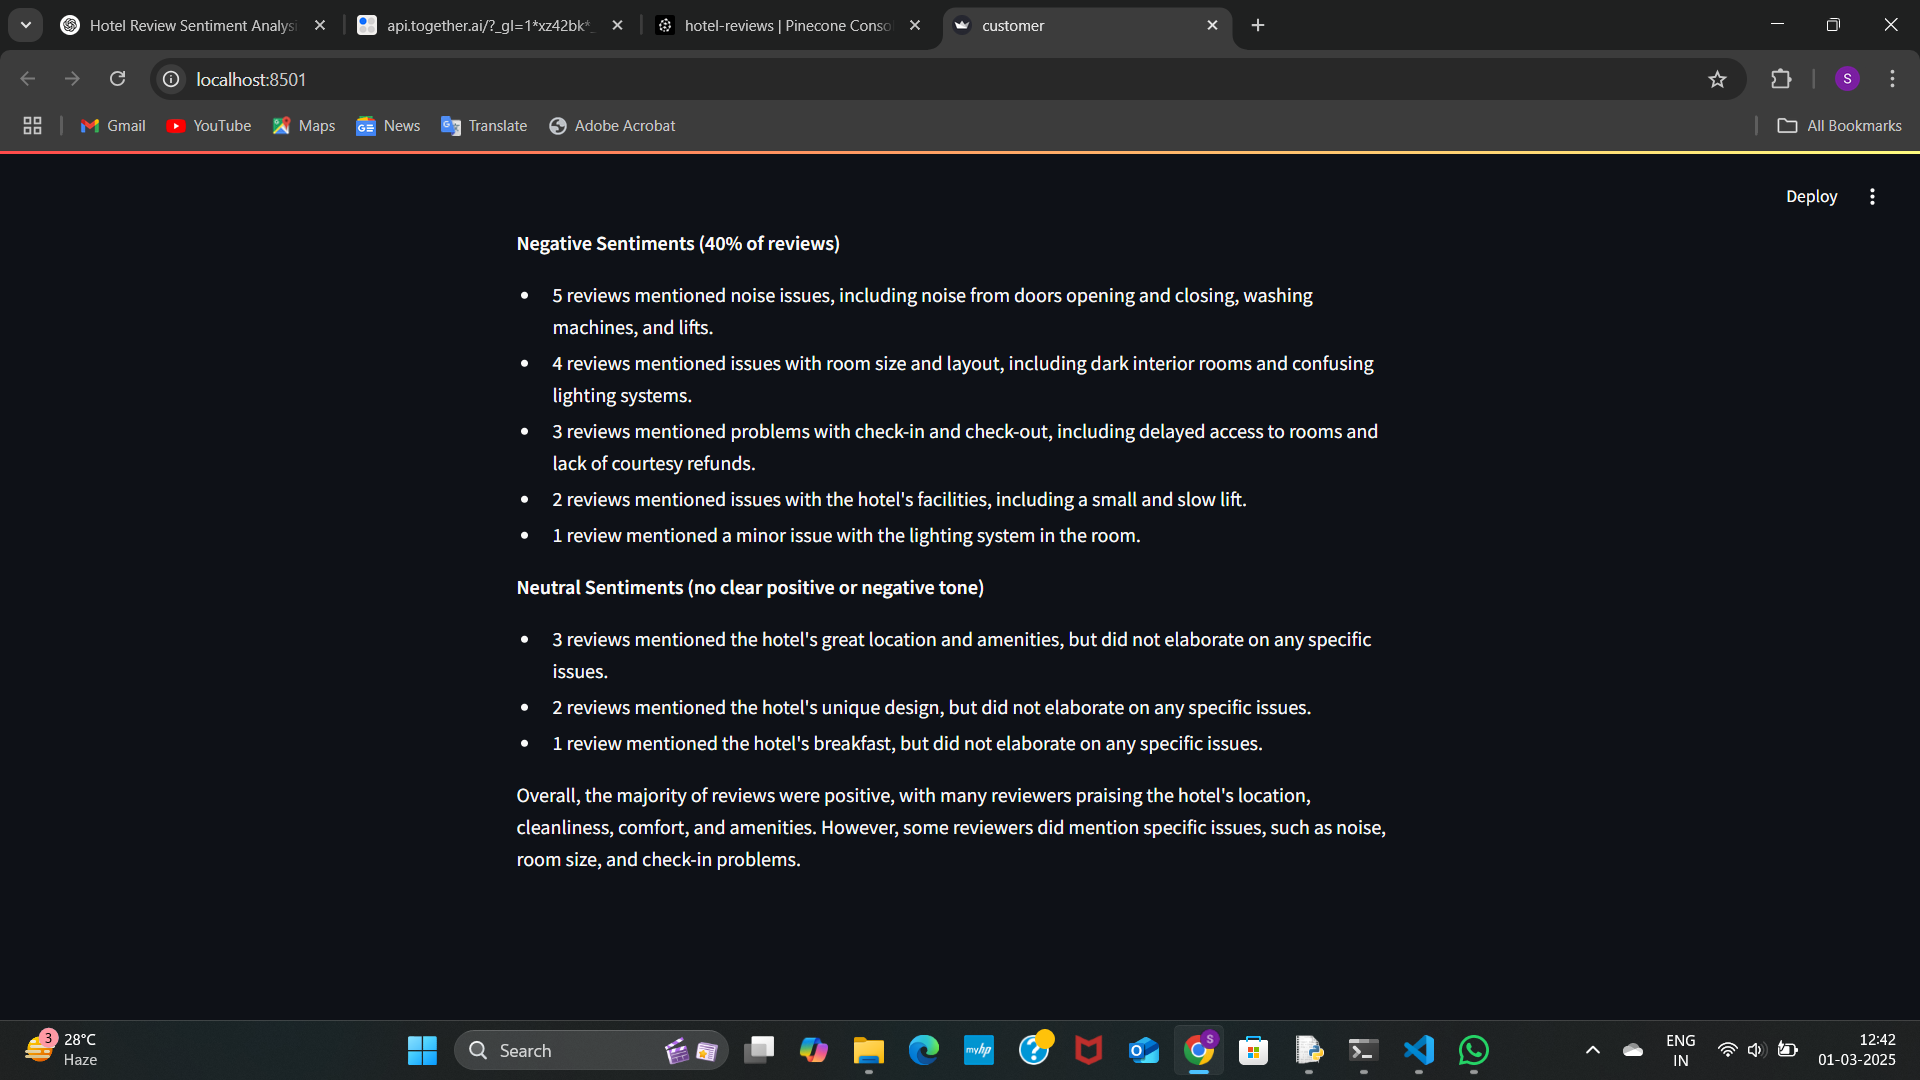 Hotel Review Sentiment Analysi
api.together.ai/?_gl=1*xz42bk*_
hotel-reviews | Pinecone Conso
customer
localhost:8501
S
Gmail
YouTube
Maps
News
Translate
Adobe Acrobat
All Bookmarks
Deploy
Negative Sentiments (40% of reviews)
5 reviews mentioned noise issues, including noise from doors opening and closing, washing
machines, and lifts.
4 reviews mentioned issues with room size and layout, including dark interior rooms and confusing
lighting systems.
3 reviews mentioned problems with check-in and check-out, including delayed access to rooms and
lack of courtesy refunds.
2 reviews mentioned issues with the hotel's facilities, including a small and slow lift.
1 review mentioned a minor issue with the lighting system in the room.
Neutral Sentiments (no clear positive or negative tone)
3 reviews mentioned the hotel's great location and amenities, but did not elaborate on any specific
issues.
2 reviews mentioned the hotel's unique design, but did not elaborate on any specific issues.
1 review mentioned the hotel's breakfast, but did not elaborate on any specific issues.
Overall, the majority of reviews were positive, with many reviewers praising the hotel's location,
cleanliness, comfort, and amenities. However, some reviewers did mention specific issues, such as noise,
room size, and check-in problems.
3
28°C
Haze
Search
myhp
S
ENG
IN
12:42
01-03-2025